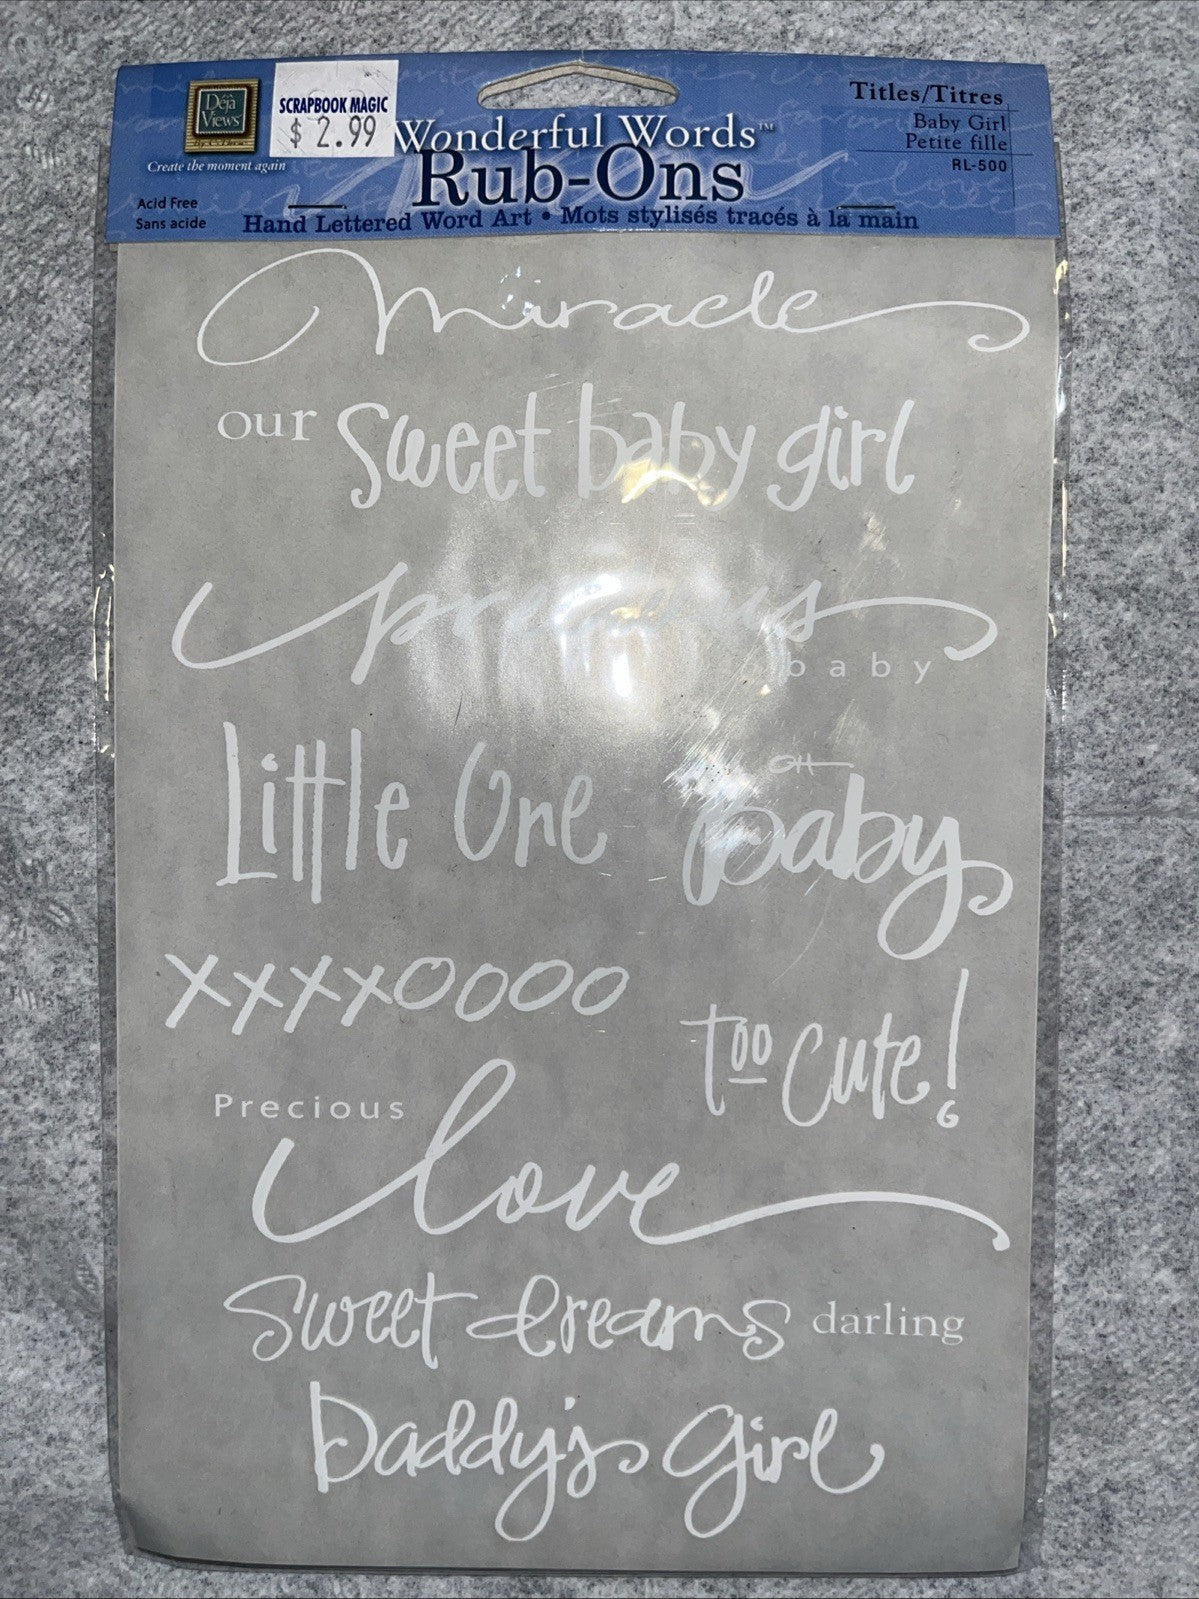 Déjà
Views
Create the moment again
SCRAPBOOK MAGIC
$ 2.99
Acid Free
Sans acide
Wonderful Words™
Rub-Ons
Hand Lettered Word Art • Mots stylisés tracés à la main
Titles/Titres
Baby Girl
Petite fille
RL-500
Miracle
our sweet baby girl
precious
baby
Little One
OH
baby
xxxxoooo
too cute!
Precious
love
Sweet dreams darling
Daddy's Girl